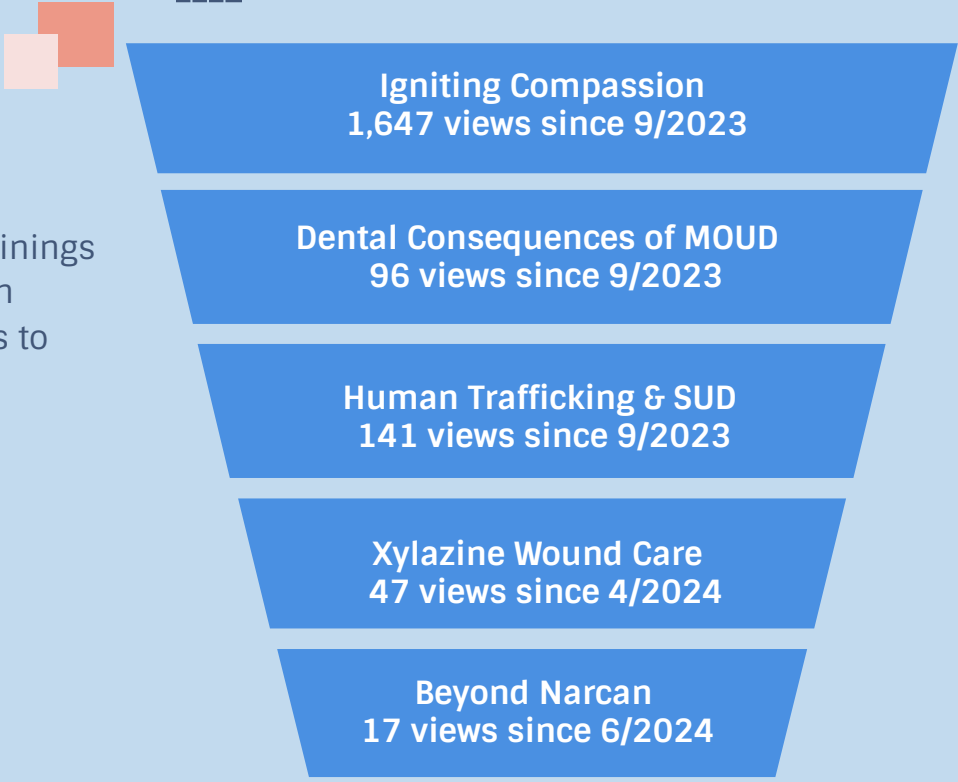 Igniting Compassion
1,647 views since 9/2023
Dental Consequences of MOUD
96 views since 9/2023
Human Trafficking & SUD
141 views since 9/2023
Xylazine Wound Care
47 views since 4/2024
Beyond Narcan
17 views since 6/2024
to